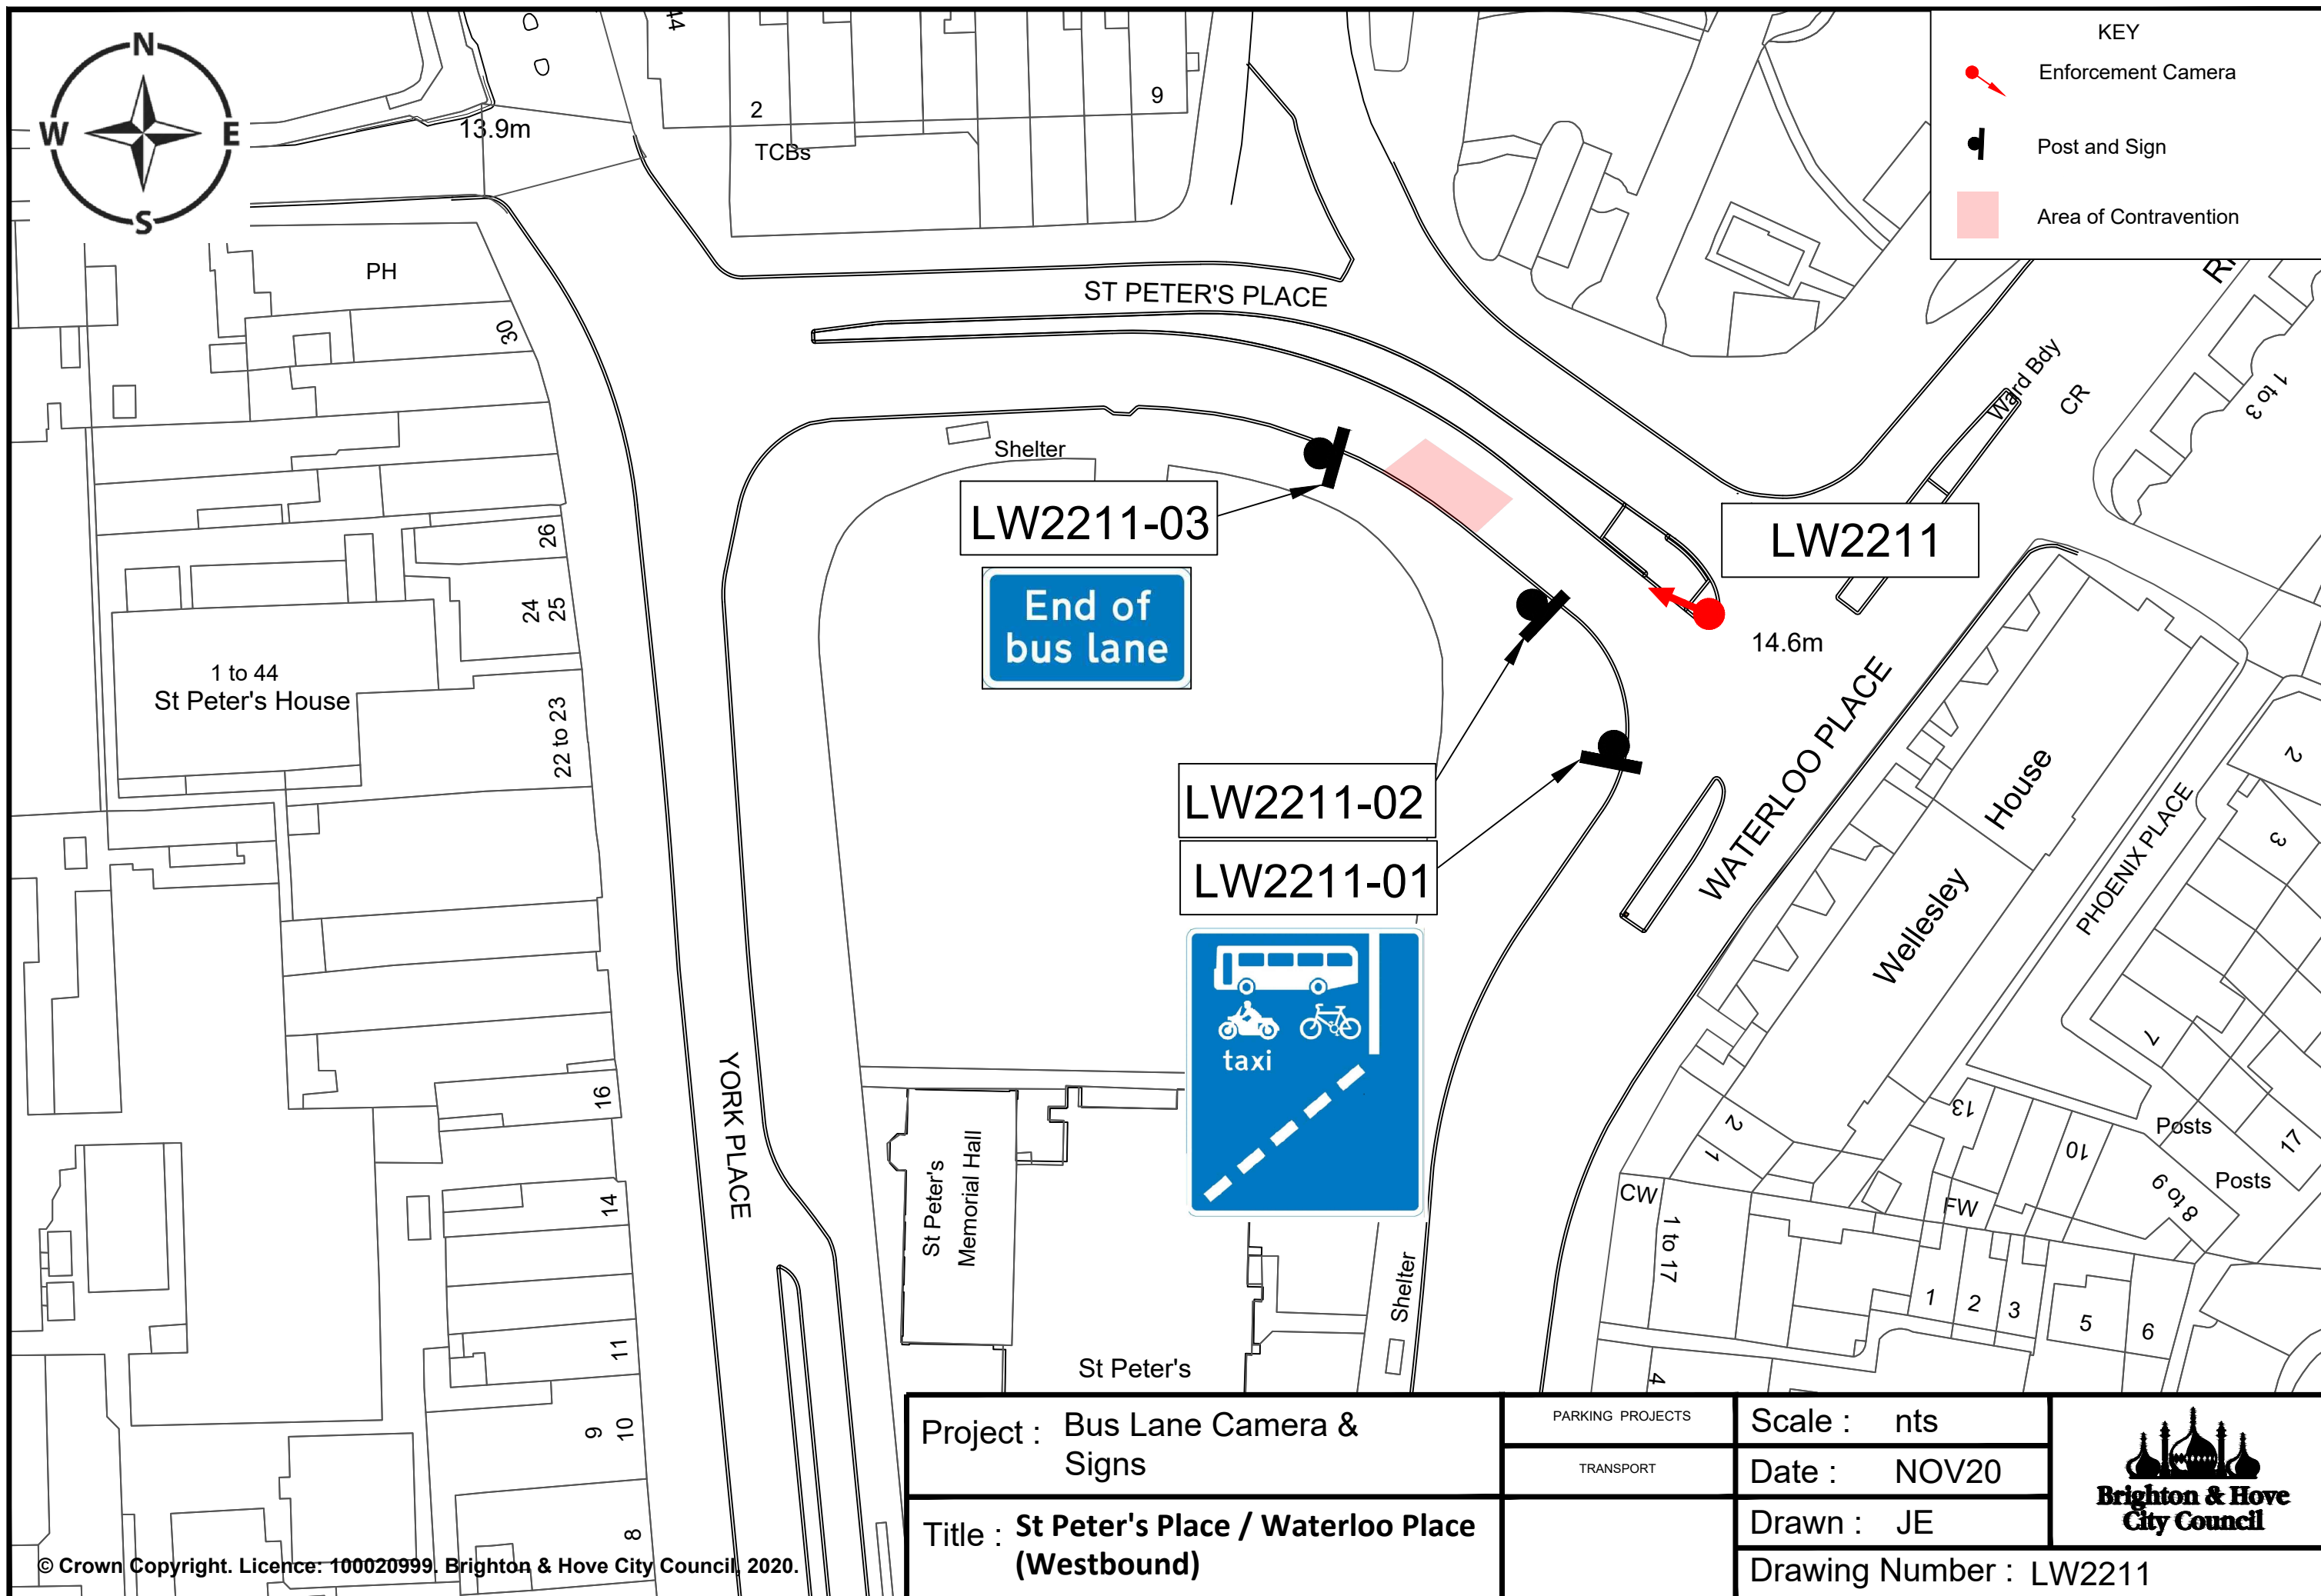 N
W
E
S
44
13.9m
2
9
TCBs
KEY
Enforcement Camera
Post and Sign
Area of Contravention
PH
30
ST PETER'S PLACE
Ward Bdy
CR
1 to 3
Shelter
LW2211-03
End of
bus lane
LW2211
14.6m
26
24
25
1 to 44
St Peter's House
22 to 23
LW2211-02
LW2211-01
taxi
WATERLOO PLACE
Wellesley
House
PHOENIX PLACE
2
3
7
16
YORK PLACE
14
11
9
10
8
St Peter's
Memorial Hall
St Peter's
Shelter
2
1
CW
1 to 17
4
13
10
FW
Posts
17
Posts
8 to 9
1
2
3
5
6
Project : Bus Lane Camera &
Signs
PARKING PROJECTS
TRANSPORT
Scale : nts
Date : NOV20
Drawn : JE
Title : St Peter's Place / Waterloo Place
(Westbound)
Drawing Number : LW2211
Brighton & Hove
City Council
© Crown Copyright. Licence: 100020999. Brighton & Hove City Council, 2020.